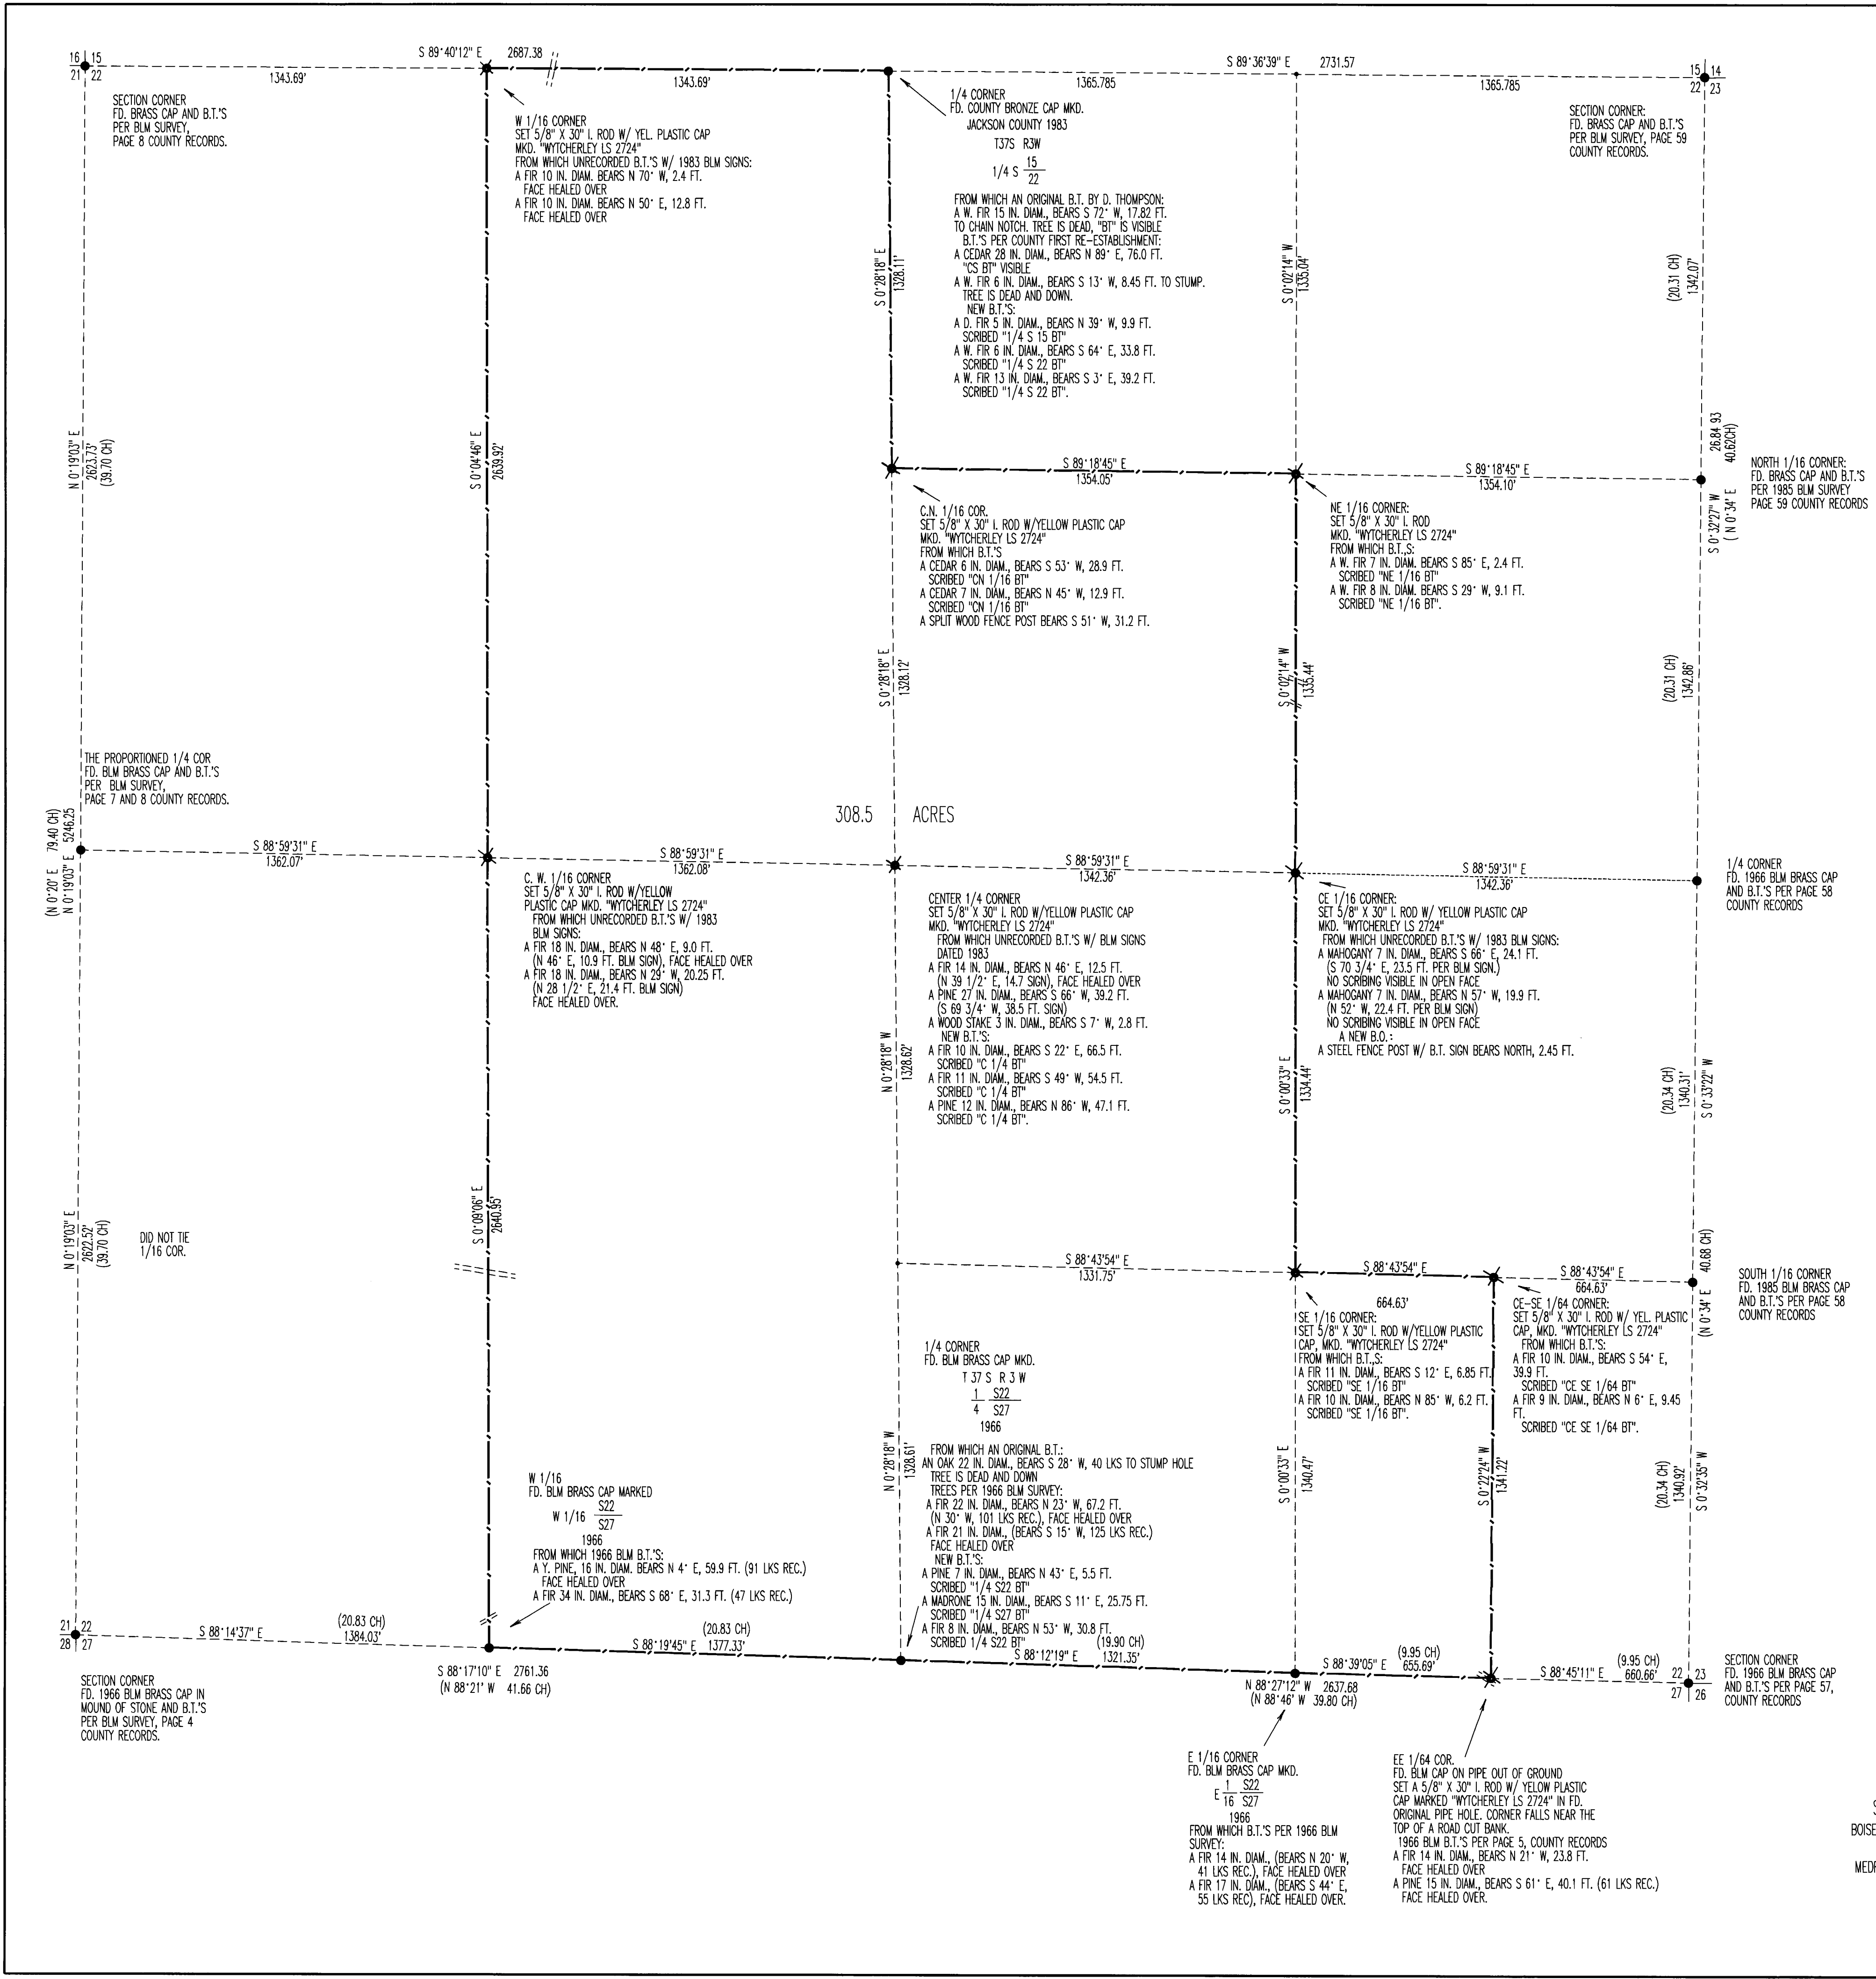 16 15
21 22
S 89°40'12" E 2687.38
1343.69'
1343.69'
S 89°36'39" E 2731.57
1365.785
1365.785
15 14
22 23
SECTION CORNER
FD. BRASS CAP AND B.T.'S
PER BLM SURVEY,
PAGE 8 COUNTY RECORDS.
W 1/16 CORNER
SET 5/8" X 30" I. ROD W/ YEL. PLASTIC CAP
MKD. "WYTCHERLEY LS 2724"
FROM WHICH UNRECORDED B.T.'S W/ 1983 BLM SIGNS:
A FIR 10 IN. DIAM. BEARS N 70° W, 2.4 FT.
FACE HEALED OVER
A FIR 10 IN. DIAM. BEARS N 50° E, 12.8 FT.
FACE HEALED OVER
1/4 CORNER
FD. COUNTY BRONZE CAP MKD.
JACKSON COUNTY 1983
T37S R3W
1/4 S 15
22
FROM WHICH AN ORIGINAL B.T. BY D. THOMPSON:
A W. FIR 15 IN. DIAM., BEARS S 72° W, 17.82 FT.
TO CHAIN NOTCH. TREE IS DEAD, "BT" IS VISIBLE
B.T.'S PER COUNTY FIRST RE-ESTABLISHMENT:
A CEDAR 28 IN. DIAM., BEARS N 89° E, 76.0 FT.
"CS BT" VISIBLE
A W. FIR 6 IN. DIAM., BEARS S 13° W, 8.45 FT. TO STUMP.
TREE IS DEAD AND DOWN.
NEW B.T.'S:
A D. FIR 5 IN. DIAM., BEARS N 39° W, 9.9 FT.
SCRIBED "1/4 S 15 BT"
A W. FIR 6 IN. DIAM., BEARS S 64° E, 33.8 FT.
SCRIBED "1/4 S 22 BT"
A W. FIR 13 IN. DIAM., BEARS S 3° E, 39.2 FT.
SCRIBED "1/4 S 22 BT".
SECTION CORNER:
FD. BRASS CAP AND B.T.'S
PER BLM SURVEY, PAGE 59
COUNTY RECORDS.
S 0°28'18" E
1328.11'
S 0°02'14" W
1335.04'
(20.31 CH)
1342.07'
N 0°19'03" E
2623.73'
(39.70 CH)
S 0°04'46" E
2639.92'
26.84 93
40.62CH)
S 0°32'27" W
( N 0°34' E
NORTH 1/16 CORNER:
FD. BRASS CAP AND B.T.'S
PER 1985 BLM SURVEY
PAGE 59 COUNTY RECORDS
S 89°18'45" E
1354.05'
S 89°18'45" E
1354.10'
C.N. 1/16 COR.
SET 5/8" X 30" I. ROD W/YELLOW PLASTIC CAP
MKD. "WYTCHERLEY LS 2724"
FROM WHICH B.T.'S
A CEDAR 6 IN. DIAM., BEARS S 53° W, 28.9 FT.
SCRIBED "CN 1/16 BT"
A CEDAR 7 IN. DIAM., BEARS N 45° W, 12.9 FT.
SCRIBED "CN 1/16 BT"
A SPLIT WOOD FENCE POST BEARS S 51° W, 31.2 FT.
NE 1/16 CORNER:
SET 5/8" X 30" I. ROD
MKD. "WYTCHERLEY LS 2724"
FROM WHICH B.T.,S:
A W. FIR 7 IN. DIAM. BEARS S 85° E, 2.4 FT.
SCRIBED "NE 1/16 BT"
A W. FIR 8 IN. DIAM. BEARS S 29° W, 9.1 FT.
SCRIBED "NE 1/16 BT".
S 0°28'18" E
1328.12'
S 0°02'14" W
1335.44'
(20.31 CH)
1342.86'
THE PROPORTIONED 1/4 COR
FD. BLM BRASS CAP AND B.T.'S
PER BLM SURVEY,
PAGE 7 AND 8 COUNTY RECORDS.
(N 0°20' E 79.40 CH)
N 0°19'03" E 5246.25
308.5 ACRES
S 88°59'31" E
1362.07'
S 88°59'31" E
1362.08'
S 88°59'31" E
1342.36'
S 88°59'31" E
1342.36'
1/4 CORNER
FD. 1966 BLM BRASS CAP
AND B.T.'S PER PAGE 58
COUNTY RECORDS
C. W. 1/16 CORNER
SET 5/8" X 30" I. ROD W/YELLOW
PLASTIC CAP MKD. "WYTCHERLEY LS 2724"
FROM WHICH UNRECORDED B.T.'S W/ 1983
BLM SIGNS:
A FIR 18 IN. DIAM., BEARS N 48° E, 9.0 FT.
(N 46° E, 10.9 FT. BLM SIGN), FACE HEALED OVER
A FIR 18 IN. DIAM., BEARS N 29° W, 20.25 FT.
(N 28 1/2° E, 21.4 FT. BLM SIGN)
FACE HEALED OVER.
CENTER 1/4 CORNER
SET 5/8" X 30" I. ROD W/YELLOW PLASTIC CAP
MKD. "WYTCHERLEY LS 2724"
FROM WHICH UNRECORDED B.T.'S W/ BLM SIGNS
DATED 1983
A FIR 14 IN. DIAM., BEARS N 46° E, 12.5 FT.
(N 39 1/2° E, 14.7 SIGN), FACE HEALED OVER
A PINE 27 IN. DIAM., BEARS S 66° W, 39.2 FT.
(S 69 3/4° W, 38.5 FT. SIGN)
A WOOD STAKE 3 IN. DIAM., BEARS S 7° W, 2.8 FT.
NEW B.T.'S:
A FIR 10 IN. DIAM., BEARS S 22° E, 66.5 FT.
SCRIBED "C 1/4 BT"
A FIR 11 IN. DIAM., BEARS S 49° W, 54.5 FT.
SCRIBED "C 1/4 BT"
A PINE 12 IN. DIAM., BEARS N 86° W, 47.1 FT.
SCRIBED "C 1/4 BT".
CE 1/16 CORNER:
SET 5/8" X 30" I. ROD W/ YELLOW PLASTIC CAP
MKD. "WYTCHERLEY LS 2724"
FROM WHICH UNRECORDED B.T.'S W/ 1983 BLM SIGNS:
A MAHOGANY 7 IN. DIAM., BEARS S 66° E, 24.1 FT.
(S 70 3/4° E, 23.5 FT. PER BLM SIGN.)
NO SCRIBING VISIBLE IN OPEN FACE
A MAHOGANY 7 IN. DIAM., BEARS N 57° W, 19.9 FT.
(N 52° W, 22.4 FT. PER BLM SIGN)
NO SCRIBING VISIBLE IN OPEN FACE
A NEW B.O.:
A STEEL FENCE POST W/ B.T. SIGN BEARS NORTH, 2.45 FT.
N 0°28'18" W
1328.62'
S 0°00'33" E
1334.44'
(20.34 CH)
1340.31'
S 0°33'22" W
N 0°19'03" E
2622.52'
(39.70 CH)
DID NOT TIE
1/16 COR.
S 0°09'06" E
2640.95'
S 88°43'54" E
1331.75'
S 88°43'54" E
664.63'
S 88°43'54" E
664.63'
40.68 CH)
(N 0°34' E
SOUTH 1/16 CORNER
FD. 1985 BLM BRASS CAP
AND B.T.'S PER PAGE 58
COUNTY RECORDS
SE 1/16 CORNER:
SET 5/8" X 30" I. ROD W/YELLOW PLASTIC
CAP, MKD. "WYTCHERLEY LS 2724"
FROM WHICH B.T.,S:
A FIR 11 IN. DIAM., BEARS S 12° E, 6.85 FT.
SCRIBED "SE 1/16 BT"
A FIR 10 IN. DIAM., BEARS N 85° W, 6.2 FT.
SCRIBED "SE 1/16 BT".
CE-SE 1/64 CORNER:
SET 5/8" X 30" I. ROD W/ YEL. PLASTIC
CAP, MKD. "WYTCHERLEY LS 2724"
FROM WHICH B.T.'S:
A FIR 10 IN. DIAM., BEARS S 54° E,
39.9 FT.
SCRIBED "CE SE 1/64 BT"
A FIR 9 IN. DIAM., BEARS N 6° E, 9.45
FT.
SCRIBED "CE SE 1/64 BT".
1/4 CORNER
FD. BLM BRASS CAP MKD.
T 37 S R 3 W
1 S22
4 S27
1966
FROM WHICH AN ORIGINAL B.T.:
AN OAK 22 IN. DIAM., BEARS S 28° W, 40 LKS TO STUMP HOLE
TREE IS DEAD AND DOWN
TREES PER 1966 BLM SURVEY:
A FIR 22 IN. DIAM., BEARS N 23° W, 67.2 FT.
(N 30° W, 101 LKS REC.), FACE HEALED OVER
A FIR 21 IN. DIAM., (BEARS S 15° W, 125 LKS REC.)
FACE HEALED OVER
NEW B.T.'S:
A PINE 7 IN. DIAM., BEARS N 43° E, 5.5 FT.
SCRIBED "1/4 S22 BT"
A MADRONE 15 IN. DIAM., BEARS S 11° E, 25.75 FT.
SCRIBED "1/4 S27 BT"
A FIR 8 IN. DIAM., BEARS N 53° W, 30.8 FT.
SCRIBED 1/4 S22 BT"
N 0°28'18" W
1328.61'
S 0°00'33" E
1340.47'
S 0°22'24" W
1341.22'
(20.34 CH)
1340.92'
S 0°32'35" W
W 1/16
FD. BLM BRASS CAP MARKED
W 1/16 S22
S27
1966
FROM WHICH 1966 BLM B.T.'S:
A Y. PINE, 16 IN. DIAM. BEARS N 4° E, 59.9 FT. (91 LKS REC.)
FACE HEALED OVER
A FIR 34 IN. DIAM., BEARS S 68° E, 31.3 FT. (47 LKS REC.)
21 22
28 27
S 88°14'37" E
(20.83 CH)
1384.03'
(20.83 CH)
S 88°19'45" E 1377.33'
(19.90 CH)
S 88°12'19" E 1321.35'
(9.95 CH)
S 88°39'05" E 655.69'
(9.95 CH)
S 88°45'11" E 660.66'
22 23
27 26
SECTION CORNER
FD. 1966 BLM BRASS CAP
AND B.T.'S PER PAGE 57,
COUNTY RECORDS
S 88°17'10" E 2761.36
(N 88°21' W 41.66 CH)
N 88°27'12" W 2637.68
(N 88°46' W 39.80 CH)
SECTION CORNER
FD. 1966 BLM BRASS CAP IN
MOUND OF STONE AND B.T.'S
PER BLM SURVEY, PAGE 4
COUNTY RECORDS.
E 1/16 CORNER
FD. BLM BRASS CAP MKD.
E 1 S22
16 S27
1966
FROM WHICH B.T.'S PER 1966 BLM
SURVEY:
A FIR 14 IN. DIAM., (BEARS N 20° W,
41 LKS REC.), FACE HEALED OVER
A FIR 17 IN. DIAM., (BEARS S 44° E,
55 LKS REC), FACE HEALED OVER.
EE 1/64 COR.
FD. BLM CAP ON PIPE OUT OF GROUND
SET A 5/8" X 30" I. ROD W/ YELOW PLASTIC
CAP MARKED "WYTCHERLEY LS 2724" IN FD.
ORIGINAL PIPE HOLE. CORNER FALLS NEAR THE
TOP OF A ROAD CUT BANK.
1966 BLM B.T.'S PER PAGE 5, COUNTY RECORDS
A FIR 14 IN. DIAM., BEARS N 21° W, 23.8 FT.
FACE HEALED OVER
A PINE 15 IN. DIAM., BEARS S 61° E, 40.1 FT. (61 LKS REC.)
FACE HEALED OVER.
BOISE